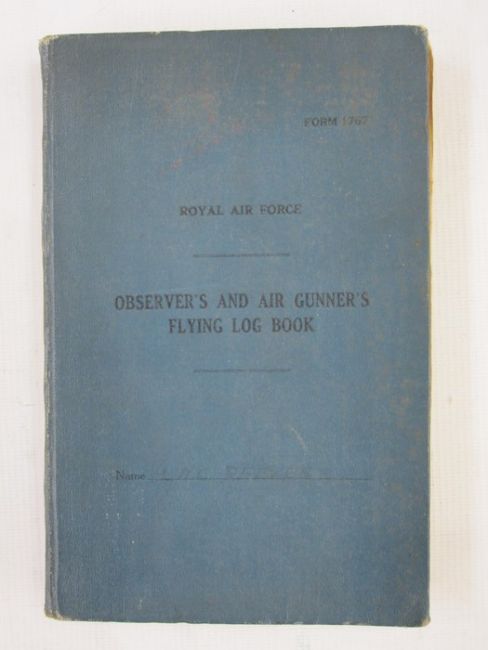 FORM 1767
ROYAL AIR FORCE
OBSERVER'S AND AIR GUNNER'S
FLYING LOG BOOK
Name